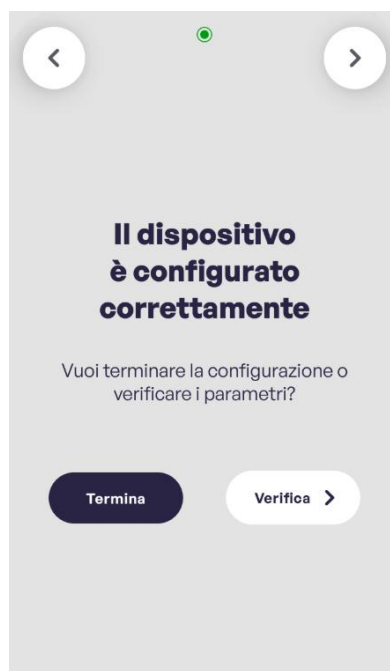 Il dispositivo
è configurato
correttamente
Vuoi terminare la configurazione o
verificare i parametri?
Termina
Verifica